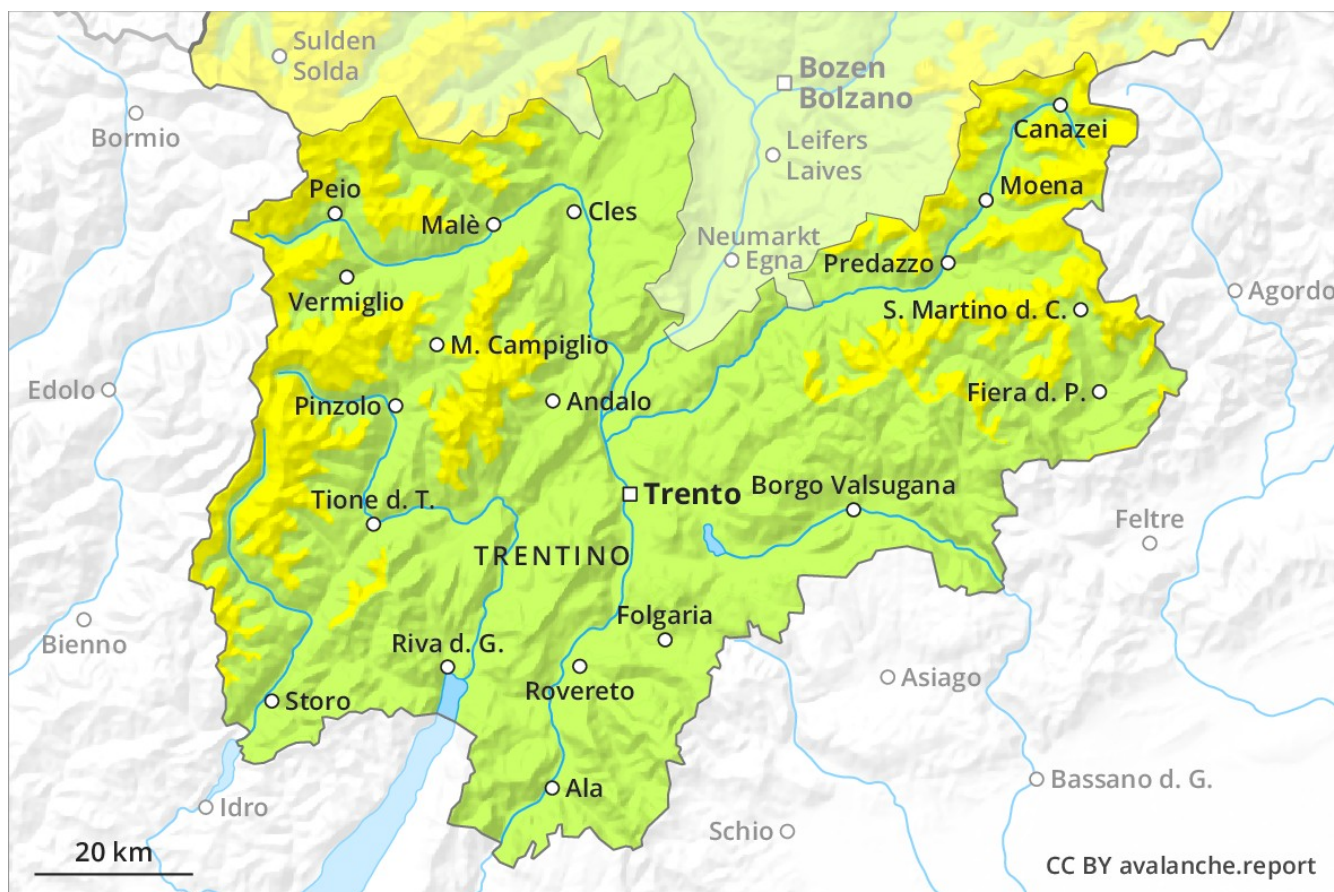 Sulden
Solda
Bozen
Bolzano
Bormio
Canazei
Leifers
Laives
Peio
Moena
Malè
Cles
Neumarkt
Egna
Predazzo
Vermiglio
Agordo
S. Martino d. C.
M. Campiglio
Edolo
Fiera d. P.
Pinzolo
Andalo
Tione d. T.
Trento
Borgo Valsugana
Feltre
TRENTINO
Bienno
Folgaria
Riva d. G.
Asiago
Rovereto
Storo
Bassano d. G.
Ala
Idro
Schio
20 km
CC BY avalanche.report